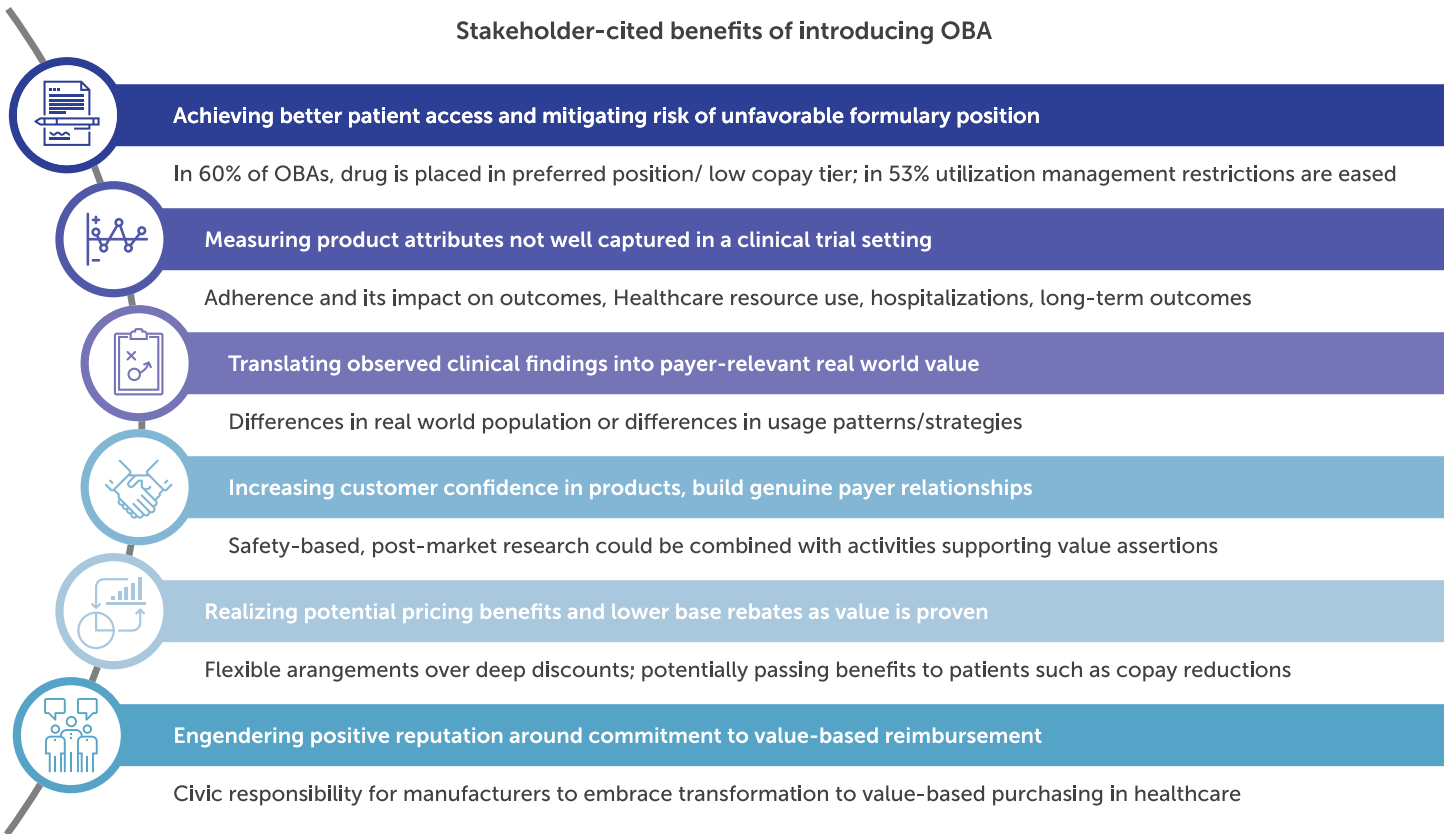 Stakeholder-cited benefits of introducing OBA
Achieving better patient access and mitigating risk of unfavorable formulary position
In 60% of OBAs, drug is placed in preferred position/ low copay tier; in 53% utilization management restrictions are eased
Measuring product attributes not well captured in a clinical trial setting
Adherence and its impact on outcomes, Healthcare resource use, hospitalizations, long-term outcomes
Translating observed clinical findings into payer-relevant real world value
Differences in real world population or differences in usage patterns/strategies
Increasing customer confidence in products, build genuine payer relationships
Safety-based, post-market research could be combined with activities supporting value assertions
Realizing potential pricing benefits and lower base rebates as value is proven
Flexible arangements over deep discounts; potentially passing benefits to patients such as copay reductions
Engendering positive reputation around commitment to value-based reimbursement
Civic responsibility for manufacturers to embrace transformation to value-based purchasing in healthcare